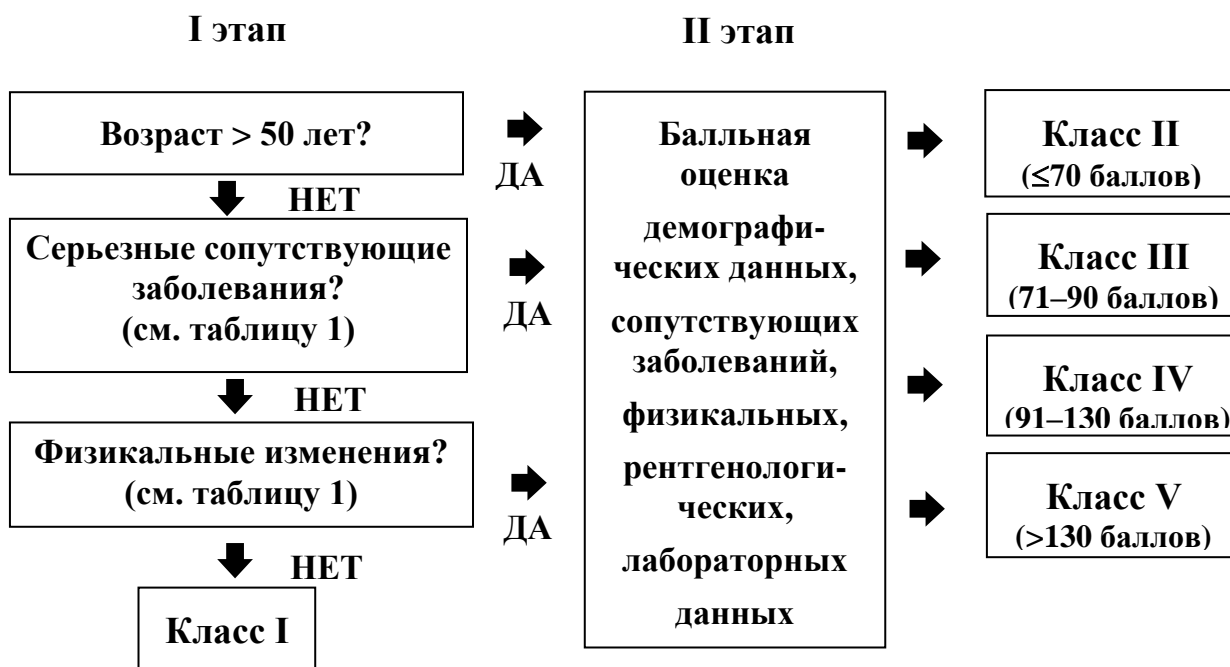 I этап
II этап
Возраст > 50 лет?
ДА
НЕТ
Серьезные сопутствующие
заболевания?
(см. таблицу 1)
ДА
НЕТ
Физикальные изменения?
(см. таблицу 1)
ДА
НЕТ
Класс I
Балльная
оценка
демографи-
ческих данных,
сопутствующих
заболеваний,
физикальных,
рентгенологи-
ческих,
лабораторных
данных
Класс II
(≤70 баллов)
Класс III
(71–90 баллов)
Класс IV
(91–130 баллов)
Класс V
(>130 баллов)